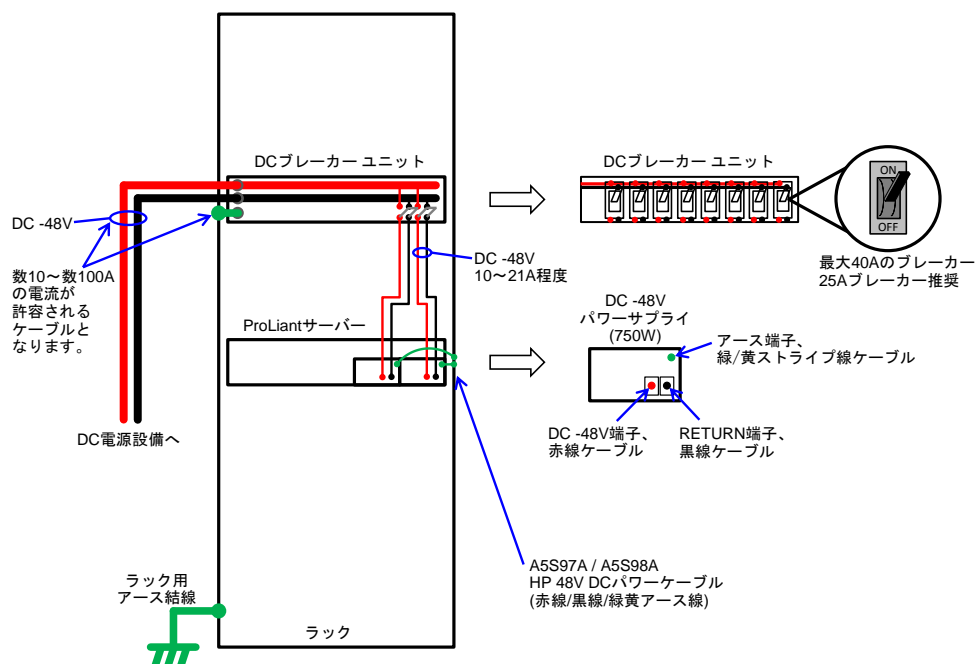 DCブレーカー ユニット
DCブレーカー ユニット
ON
OFF
DC -48V
数10～数100A
の電流が
許容される
ケーブルと
なります。
DC -48V
10～21A程度
最大40Aのブレーカー
25Aブレーカー推奨
ProLiantサーバー
DC -48V
パワーサプライ
(750W)
アース端子、
緑/黄ストライプ線ケーブル
DC電源設備へ
DC -48V端子、
赤線ケーブル
RETURN端子、
黒線ケーブル
A5S97A / A5S98A
HP 48V DCパワーケーブル
(赤線/黒線/緑黄アース線)
ラック用
アース結線
ラック